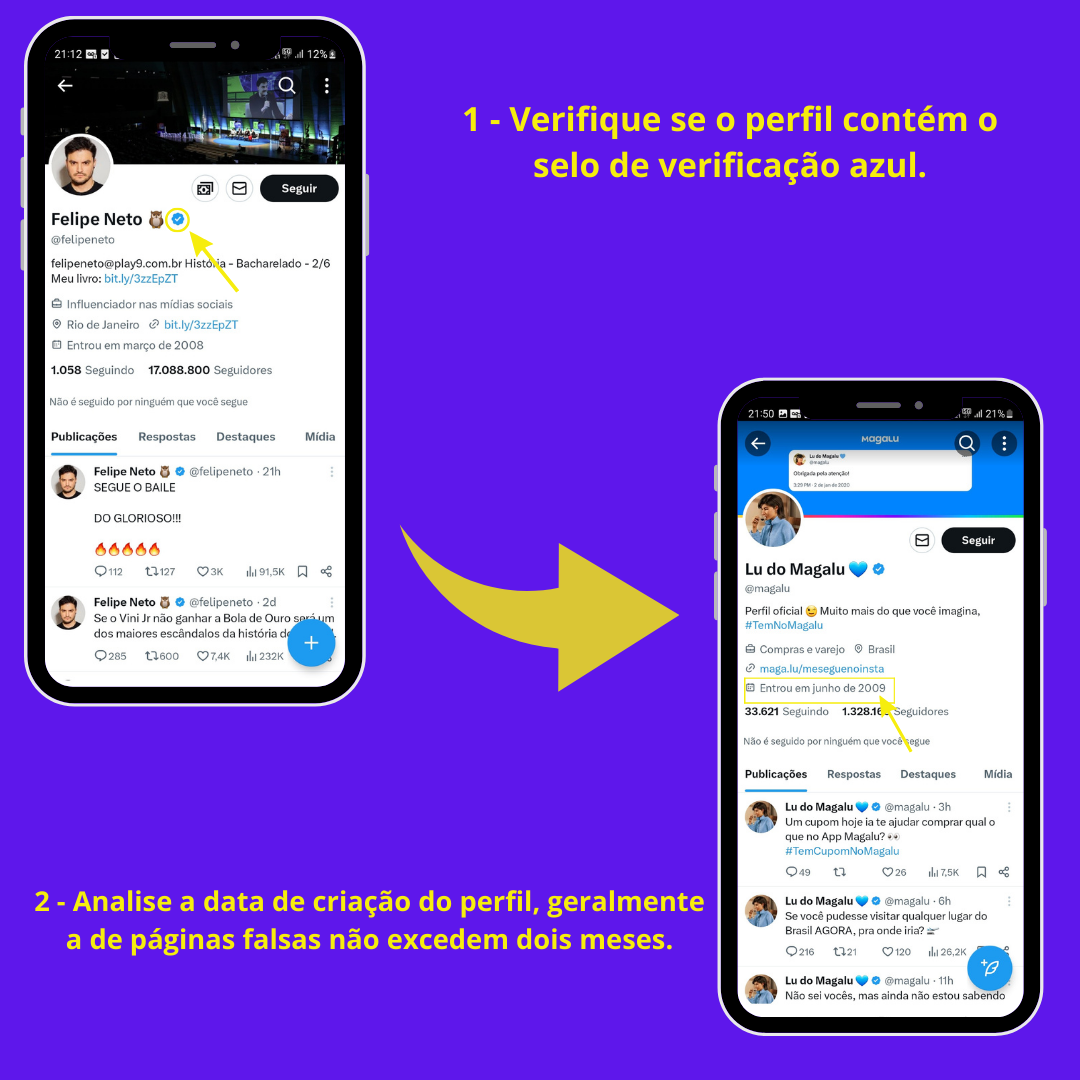 21:12
12%
1 - Verifique se o perfil contém o
selo de verificação azul.
Seguir
Felipe Neto
@felipeneto
felipeneto@play9.com.br História - Bacharelado - 2/6
Meu livro: bit.ly/3zzEpZT
Influenciador nas mídias sociais
Rio de Janeiro bit.ly/3zzEpZT
Entrou em março de 2008
1.058 Seguindo 17.088.800 Seguidores
Não é seguido por ninguém que você segue
Publicações Respostas Destaques Mídia
Felipe Neto @felipeneto · 21h
SEGUE O BAILE
DO GLORIOSO!!!
🔥🔥🔥🔥🔥
112 127 3K 91,5K
Felipe Neto @felipeneto · 2d
Se o Vini Jr não ganhar a Bola de Ouro será um
dos maiores escândalos da história
285 600 7,4K 232K
21:50
21%
MagaLu
Lu do Magalu 💙
@magalu
Obrigada pela atenção!
3:29 PM · 2 de jan de 2020
Seguir
Lu do Magalu 💙
@magalu
Perfil oficial 😉 Muito mais do que você imagina,
#TemNoMagalu
Compras e varejo Brasil
maga.lu/meseguenoinsta
Entrou em junho de 2009
33.621 Seguindo 1.328.16 Seguidores
Não é seguido por ninguém que você segue
Publicações Respostas Destaques Mídia
Lu do Magalu 💙 @magalu · 3h
Um cupom hoje ia te ajudar comprar qual o
que no App Magalu? 👀
#TemCupomNoMagalu
49 26 7,5K
Lu do Magalu 💙 @magalu · 6h
Se você pudesse visitar qualquer lugar do
Brasil AGORA, pra onde iria? 🛫
216 21 120 26,2K
Lu do Magalu 💙 @magalu · 11h
Não sei vocês, mas ainda não estou sabendo
2 - Analise a data de criação do perfil, geralmente
a de páginas falsas não excedem dois meses.